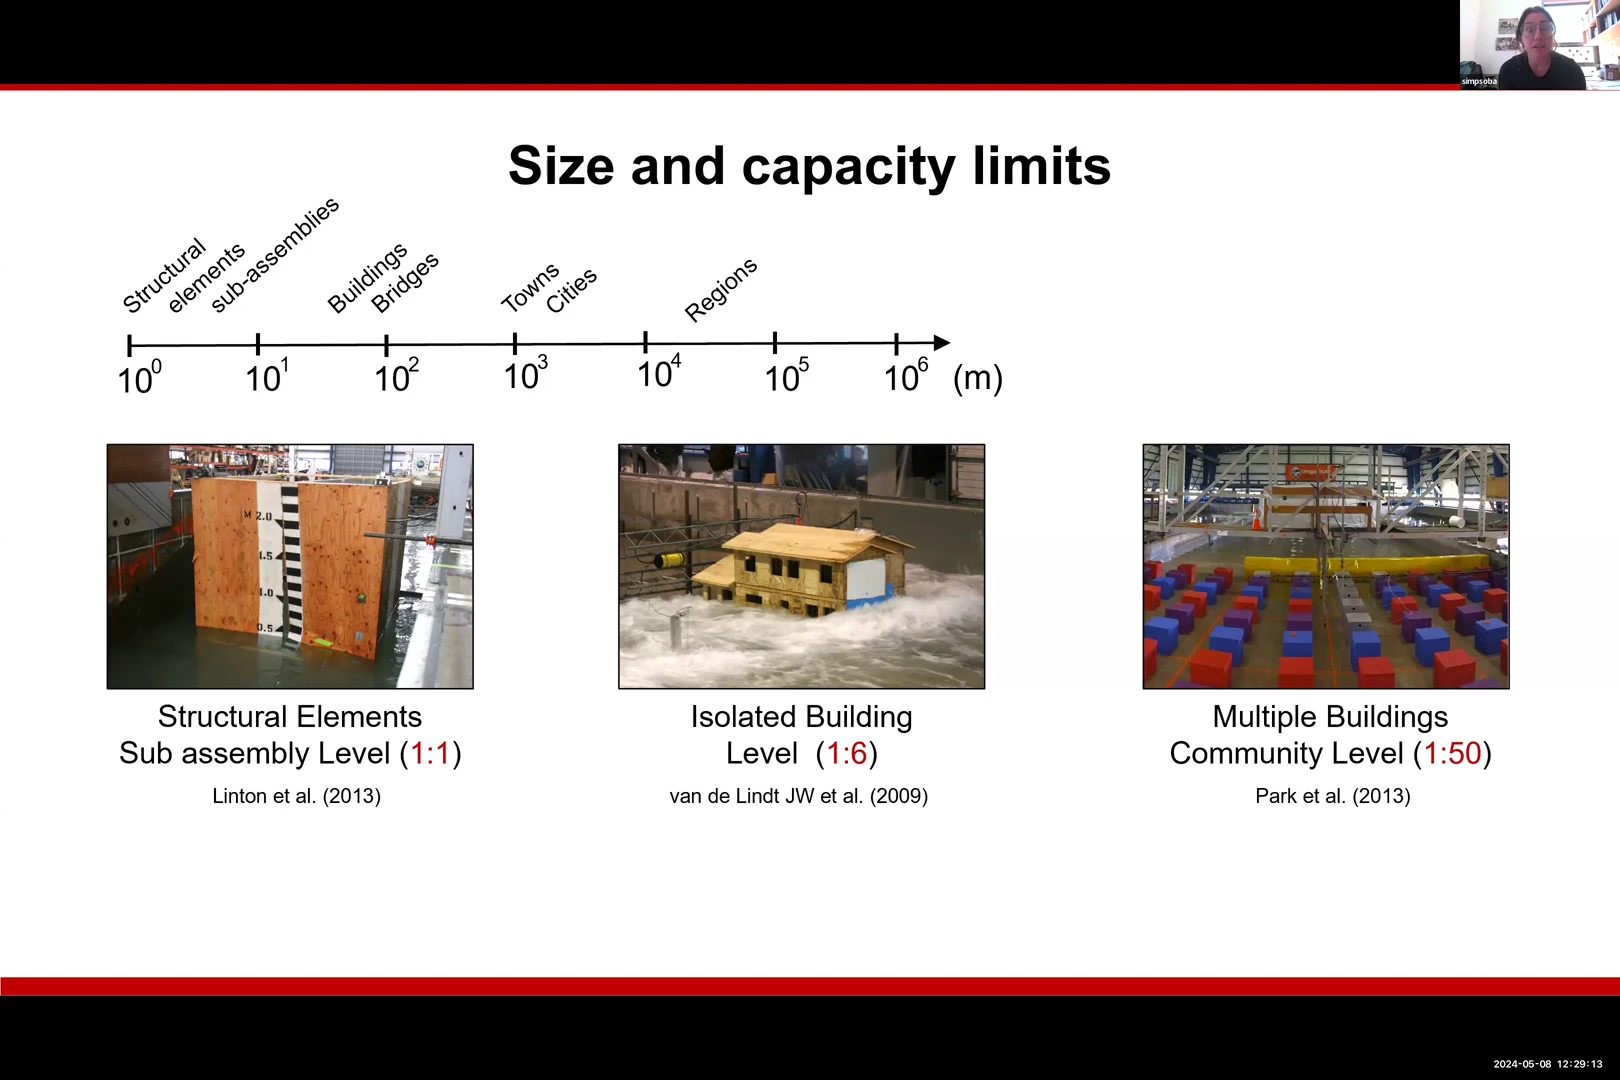 simpsoba
Size and capacity limits
Structural
elements
sub-assemblies
Buildings
Bridges
Towns
Cities
Regions
10^0
10^1
10^2
10^3
10^4
10^5
10^6
(m)
M 2.0
1.5
1.0
0.5
Structural Elements
Sub assembly Level (1:1)
Linton et al. (2013)
Isolated Building
Level (1:6)
van de Lindt JW et al. (2009)
Multiple Buildings
Community Level (1:50)
Park et al. (2013)
2024-05-08 12:29:13